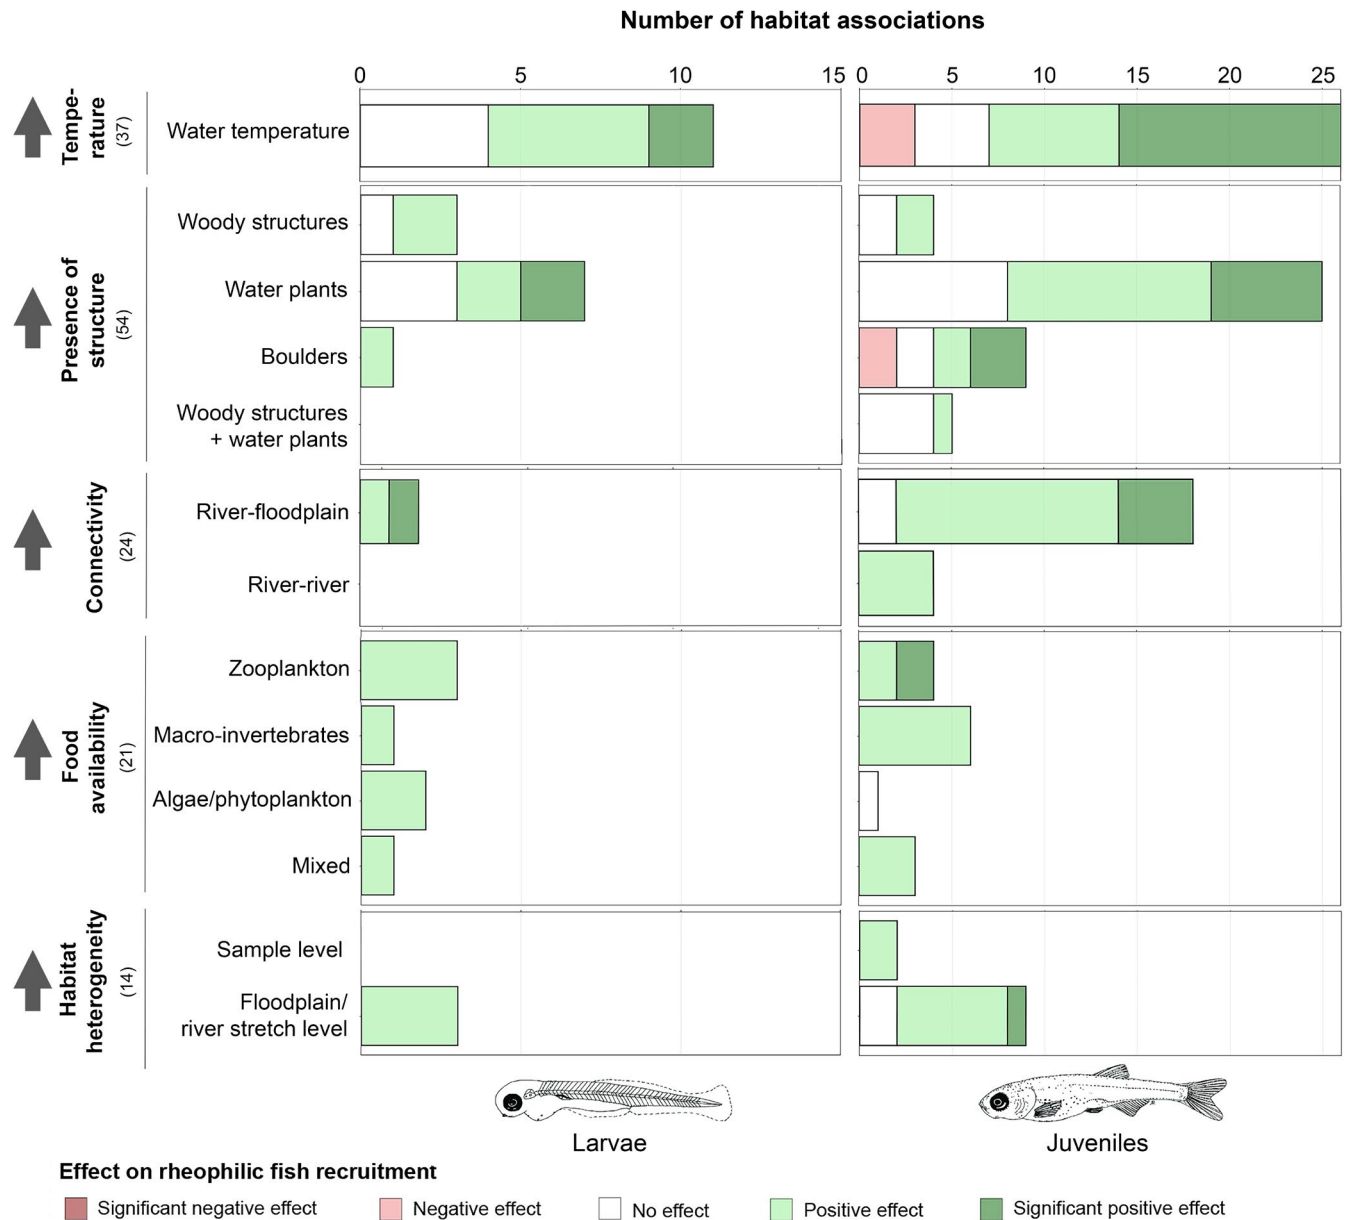 Number of habitat associations
0 5 10 15 0 5 10 15 20 25
Tempe-
rature
(37)
Water temperature
Presence of
structure
(54)
Woody structures
Water plants
Boulders
Woody structures
+ water plants
Connectivity
(24)
River-floodplain
River-river
Food
availability
(21)
Zooplankton
Macro-invertebrates
Algae/phytoplankton
Mixed
Habitat
heterogeneity
(14)
Sample level
Floodplain/
river stretch level
Larvae Juveniles
Effect on rheophilic fish recruitment
Significant negative effect Negative effect No effect Positive effect Significant positive effect